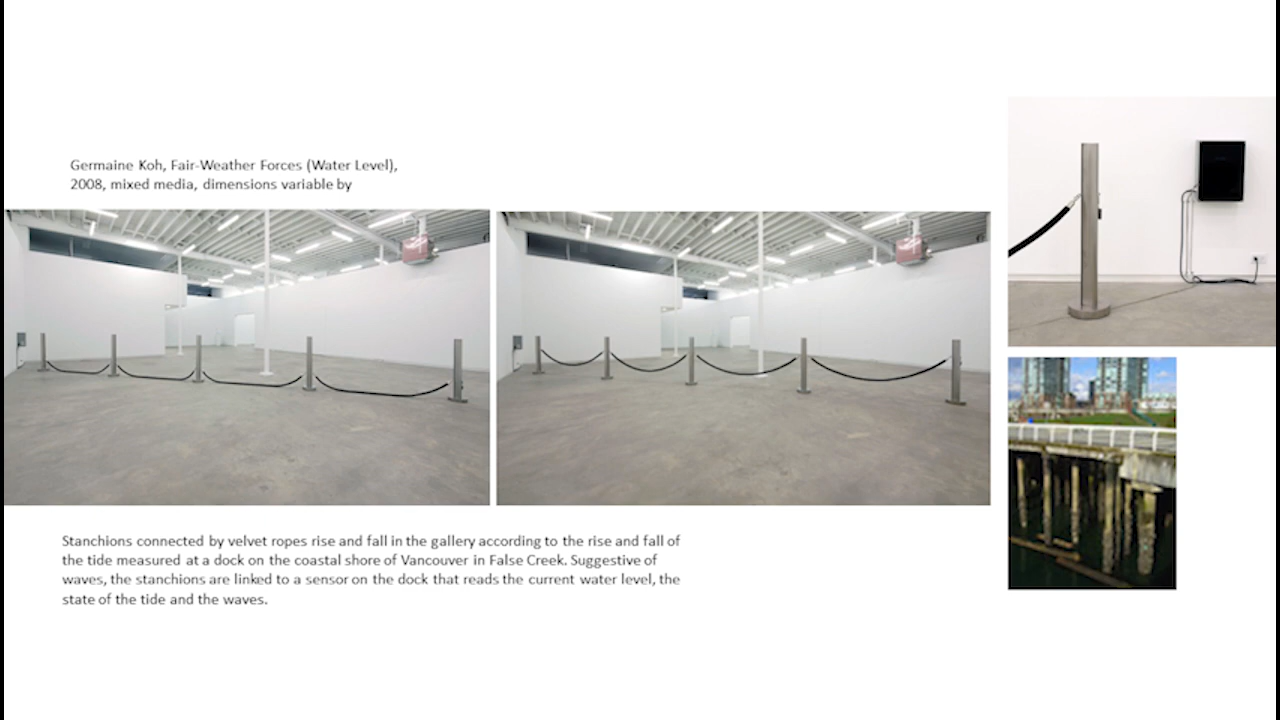 Germaine Koh, Fair-Weather Forces (Water Level),
2008, mixed media, dimensions variable by
Stanchions connected by velvet ropes rise and fall in the gallery according to the rise and fall of
the tide measured at a dock on the coastal shore of Vancouver in False Creek. Suggestive of
waves, the stanchions are linked to a sensor on the dock that reads the current water level, the
state of the tide and the waves.